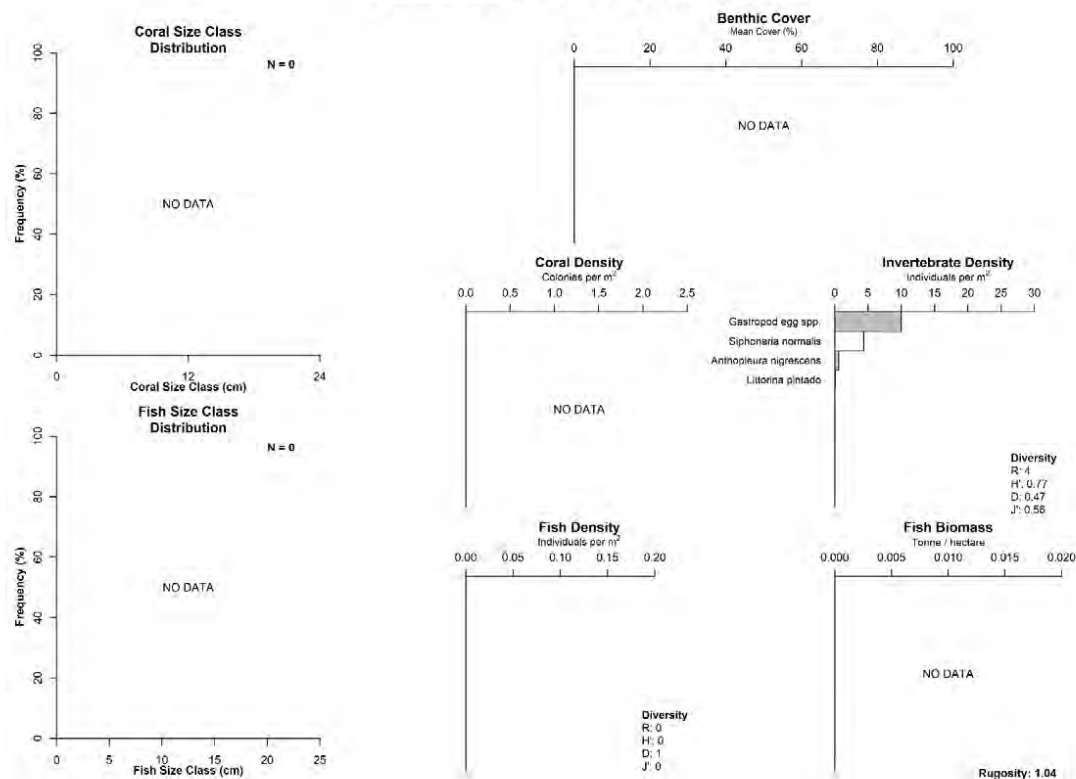 Coral Size Class
Distribution
N = 0
100
80
60
40
20
0
Frequency (%)
NO DATA
0 12 24
Coral Size Class (cm)
Benthic Cover
Mean Cover (%)
0 20 40 60 80 100
NO DATA
Coral Density
Colonies per m²
0.0 0.5 1.0 1.5 2.0 2.5
NO DATA
Invertebrate Density
Individuals per m²
0 5 10 15 20 25 30
Gastropod egg spp.
Siphonaria normalis
Anthopleura nigrescens
Littorina pintado
Diversity
R: 4
H': 0.77
D: 0.47
J': 0.56
Fish Size Class
Distribution
N = 0
100
80
60
40
20
0
Frequency (%)
NO DATA
0 5 10 15 20 25
Fish Size Class (cm)
Fish Density
Individuals per m²
0.00 0.05 0.10 0.15 0.20
Diversity
R: 0
H': 0
D: 1
J': 0
Fish Biomass
Tonne / hectare
0.000 0.005 0.010 0.015 0.020
NO DATA
Rugosity: 1.04